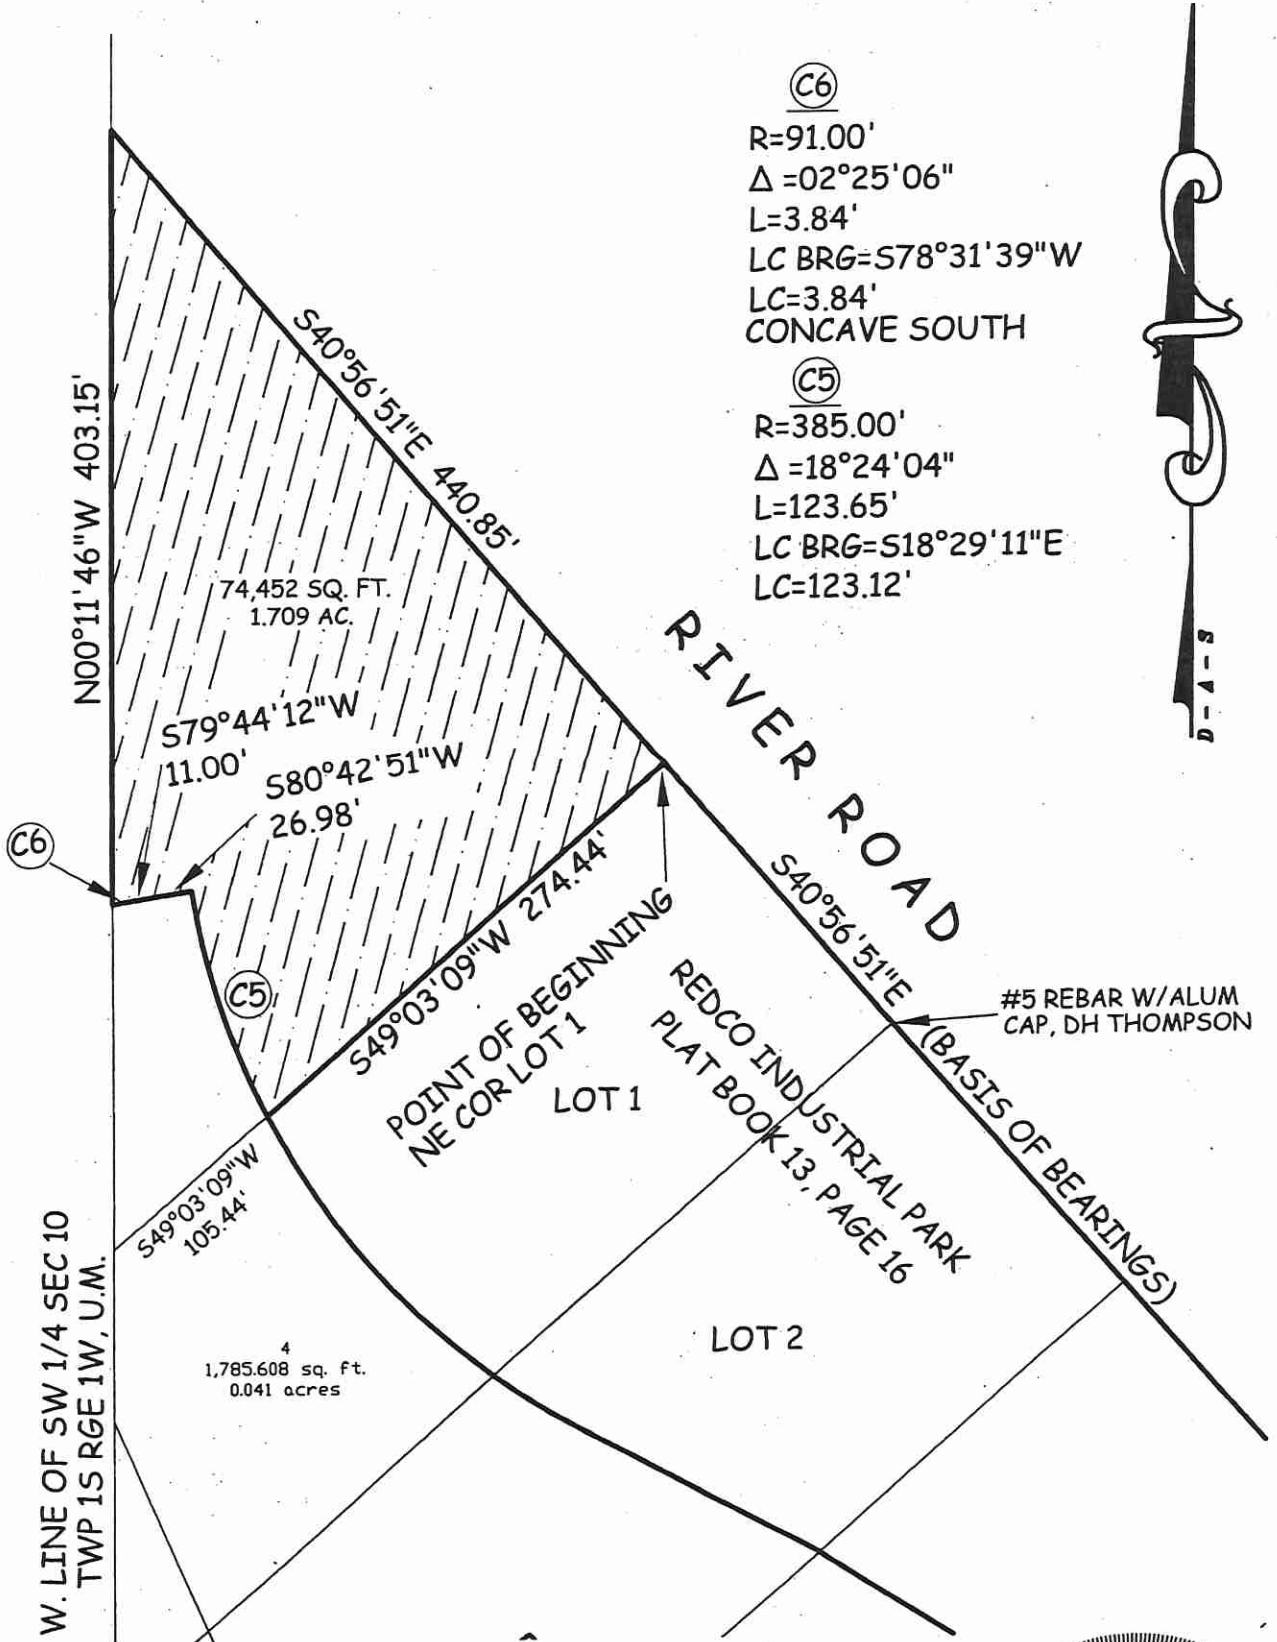 C6
R=91.00'
Δ =02°25'06"
L=3.84'
LC BRG=S78°31'39"W
LC=3.84'
CONCAVE SOUTH
C5
R=385.00'
Δ =18°24'04"
L=123.65'
LC BRG=S18°29'11"E
LC=123.12'
D-A-S
S40°56'51"E 440.85'
N00°11'46"W 403.15'
74,452 SQ. FT.
1.709 AC.
S79°44'12"W
11.00'
S80°42'51"W
26.98'
C6
C5
RIVER ROAD
S49°03'09"W 274.44'
POINT OF BEGINNING
NE COR LOT 1
LOT 1
REDCO INDUSTRIAL PARK
PLAT BOOK 13, PAGE 16
S40°56'51"E (BASIS OF BEARINGS)
#5 REBAR W/ALUM
CAP, DH THOMPSON
S49°03'09"W
105.44'
LOT 2
4
1,785.608 sq. ft.
0.041 acres
W. LINE OF SW 1/4 SEC 10
TWP 1S RGE 1W, U.M.